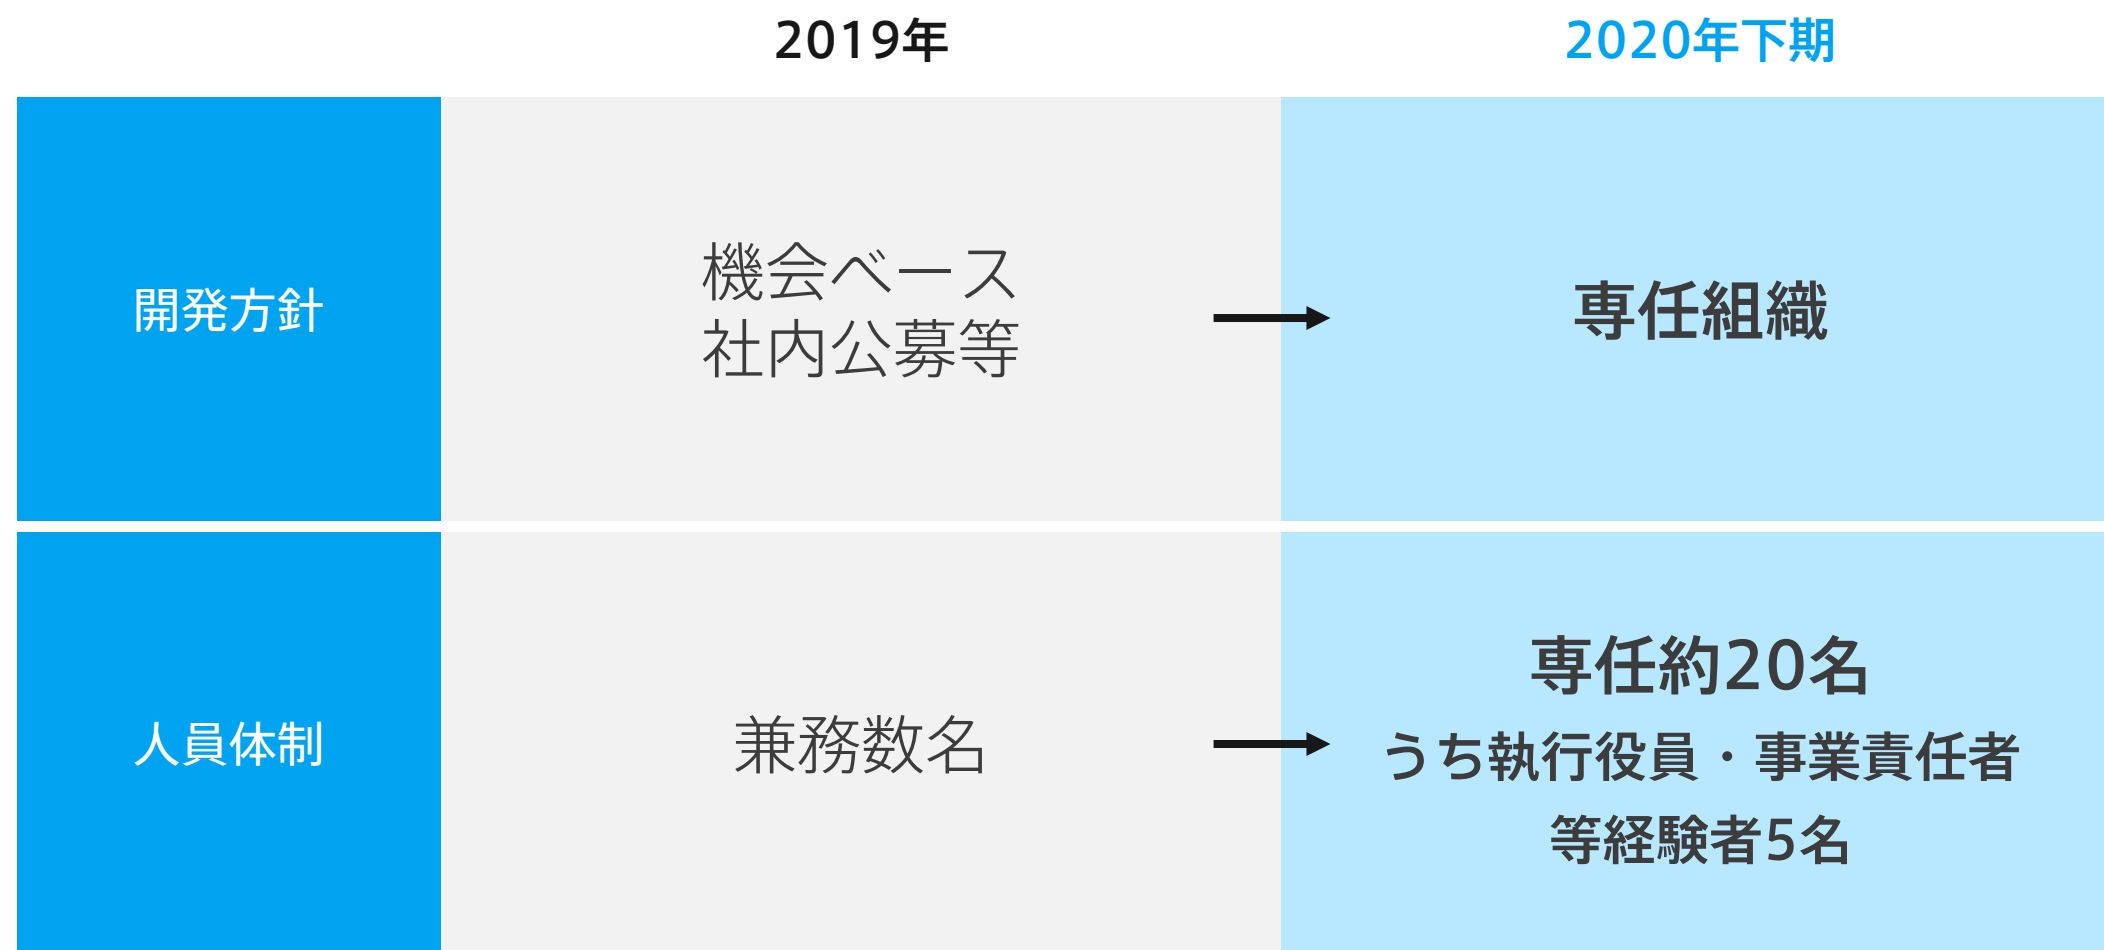 2019年
2020年下期
開発方針
機会ベース
社内公募等
専任組織
人員体制
兼務数名
専任約20名
うち執行役員・事業責任者
等経験者5名